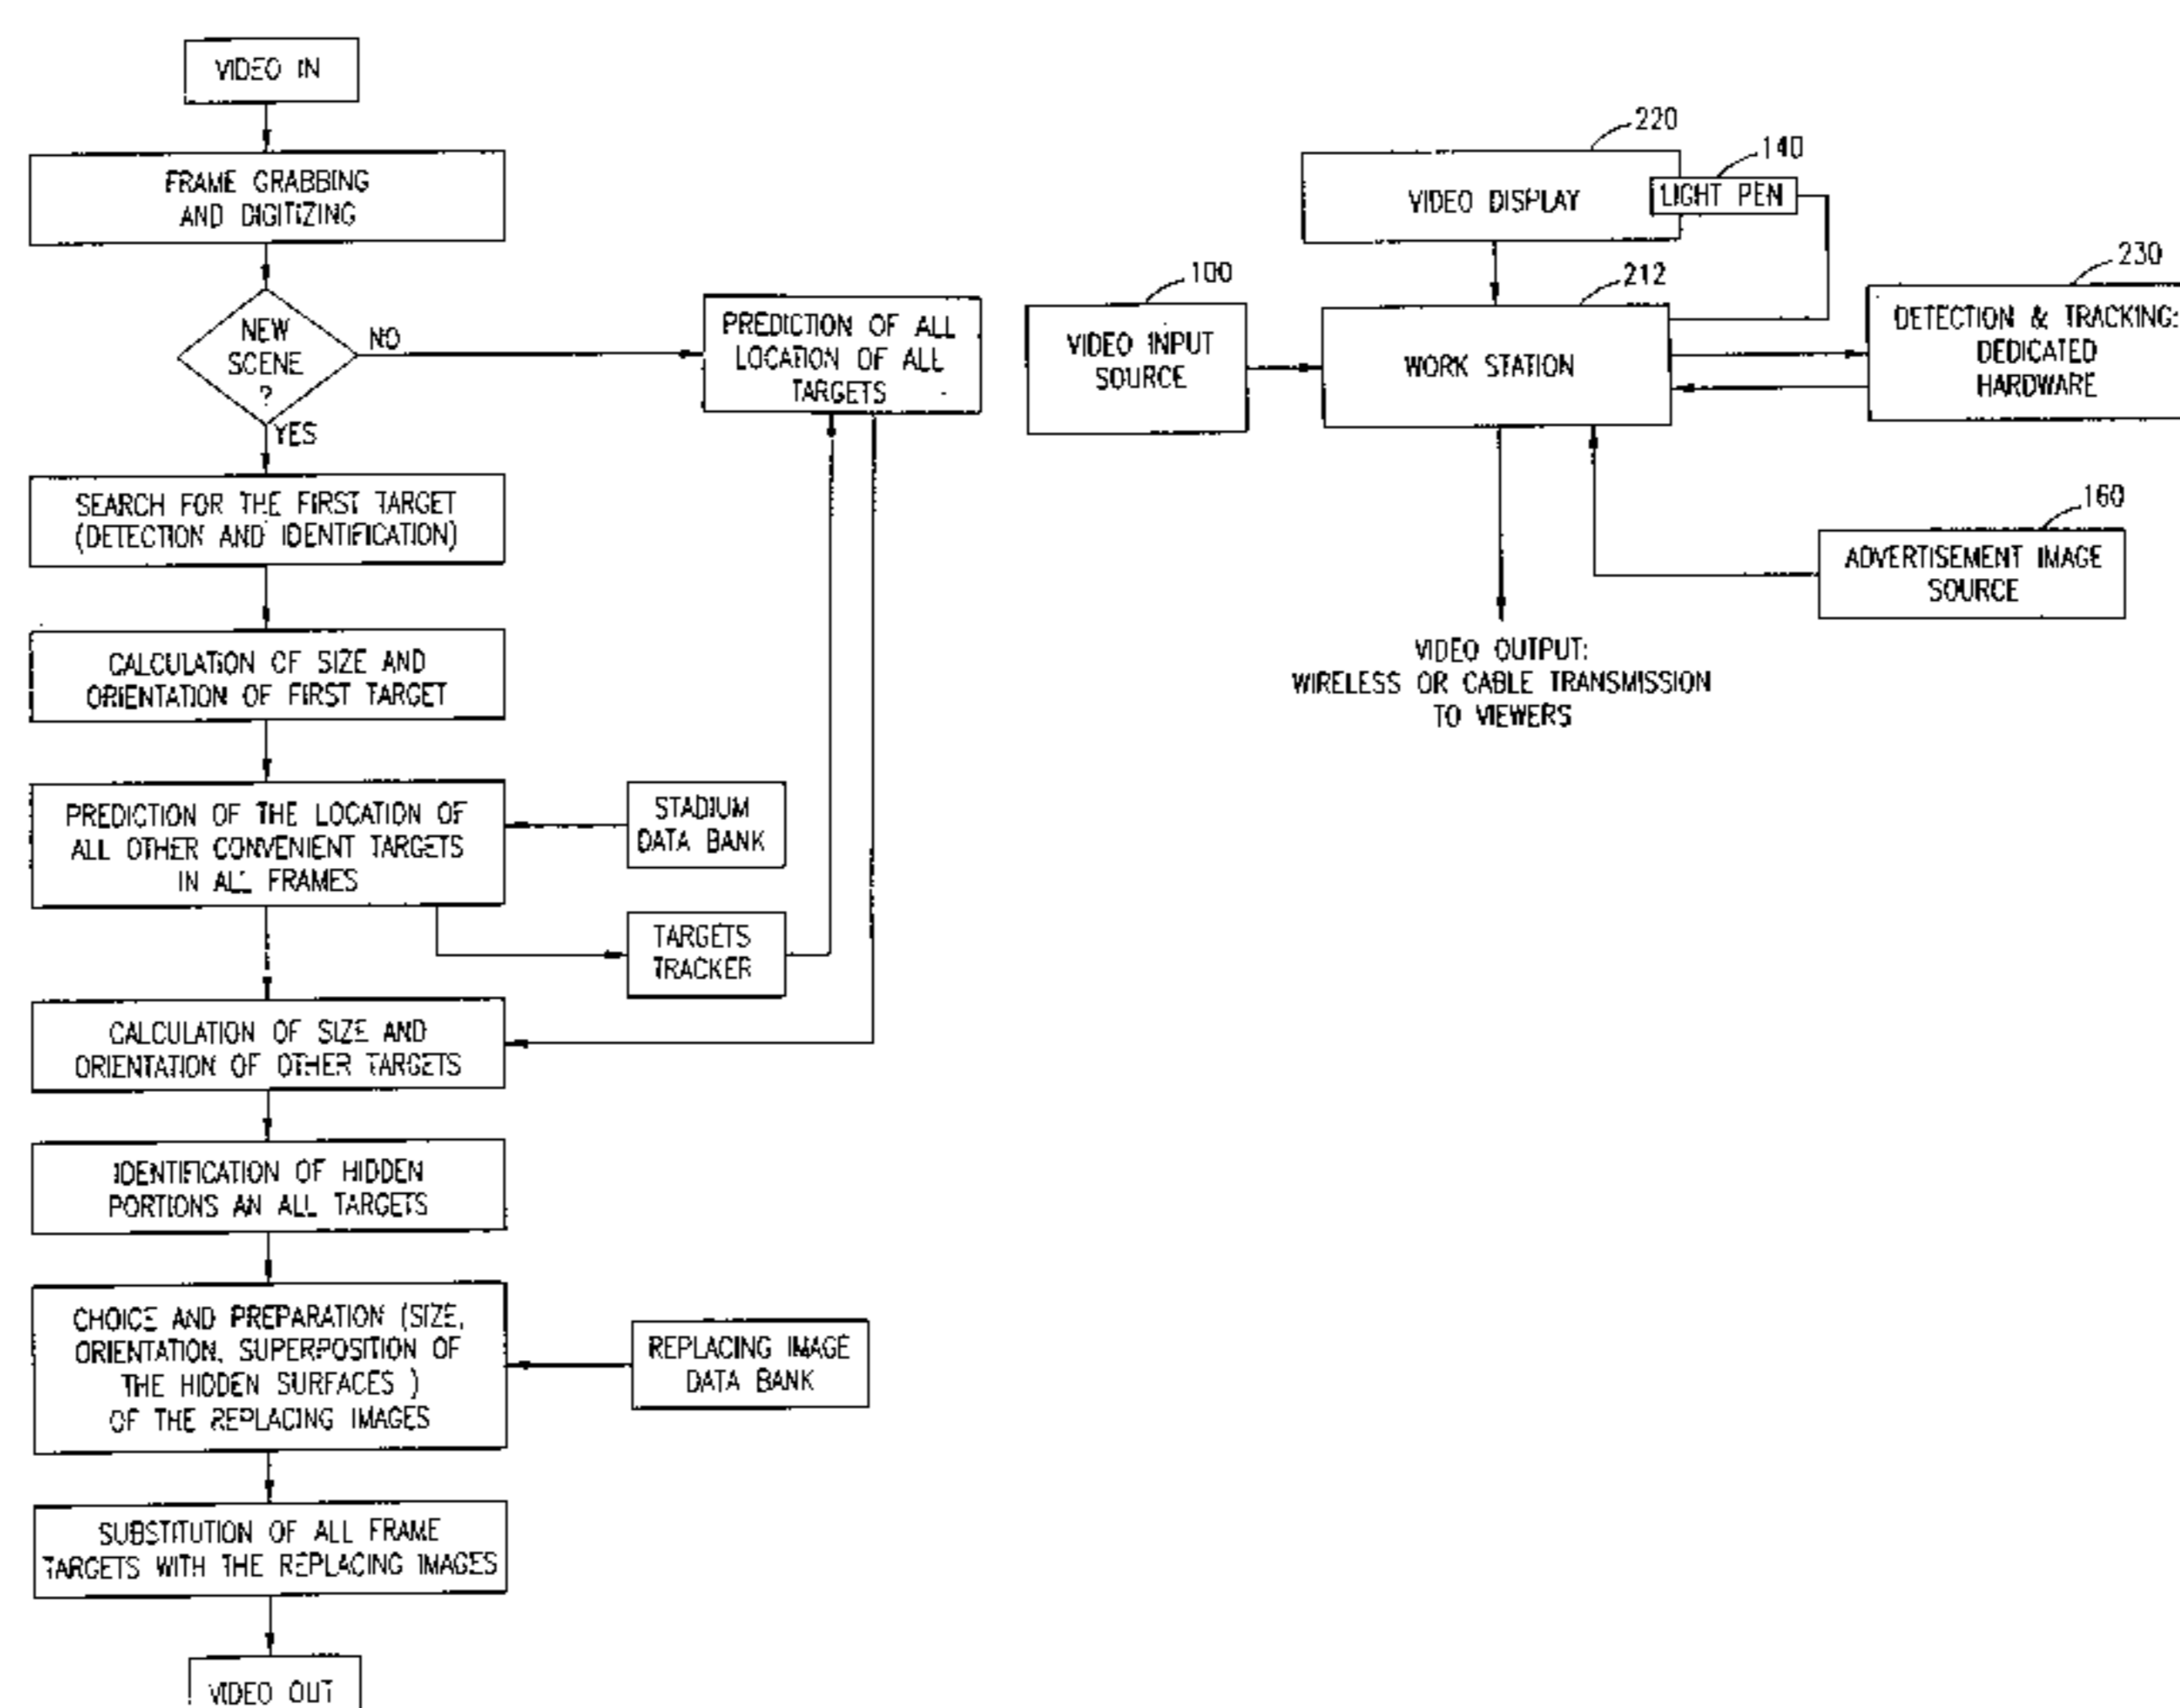 VIDEO IN
FRAME GRABBING
AND DIGITIZING
NEW
SCENE
?
NO
YES
PREDICTION OF ALL
LOCATION OF ALL
TARGETS
SEARCH FOR THE FIRST TARGET
(DETECTION AND IDENTIFICATION)
CALCULATION OF SIZE AND
ORIENTATION OF FIRST TARGET
PREDICTION OF THE LOCATION OF
ALL OTHER CONVENIENT TARGETS
IN ALL FRAMES
STADIUM
DATA BANK
TARGETS
TRACKER
CALCULATION OF SIZE AND
ORIENTATION OF OTHER TARGETS
IDENTIFICATION OF HIDDEN
PORTIONS AN ALL TARGETS
CHOICE AND PREPARATION (SIZE,
ORIENTATION, SUPERPOSITION OF
THE HIDDEN SURFACES )
OF THE REPLACING IMAGES
REPLACING IMAGE
DATA BANK
SUBSTITUTION OF ALL FRAME
TARGETS WITH THE REPLACING IMAGES
VIDEO OUT
220
VIDEO DISPLAY
140
LIGHT PEN
100
VIDEO INPUT
SOURCE
212
WORK STATION
230
DETECTION & TRACKING:
DEDICATED
HARDWARE
160
ADVERTISEMENT IMAGE
SOURCE
VIDEO OUTPUT:
WIRELESS OR CABLE TRANSMISSION
TO VIEWERS